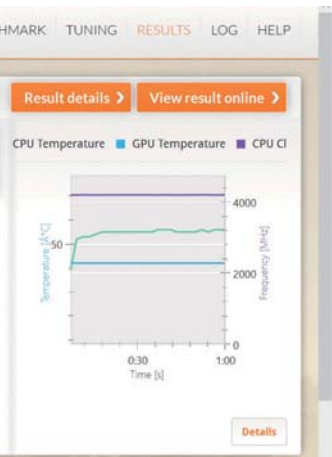 HMARK TUNING RESULTS LOG HELP
Result details View result online
CPU Temperature GPU Temperature CPU Cl
Temperature [Â°C]
50
4000
2000
0
Frequency [MHz]
0:30 1:00
Time [s]
Details